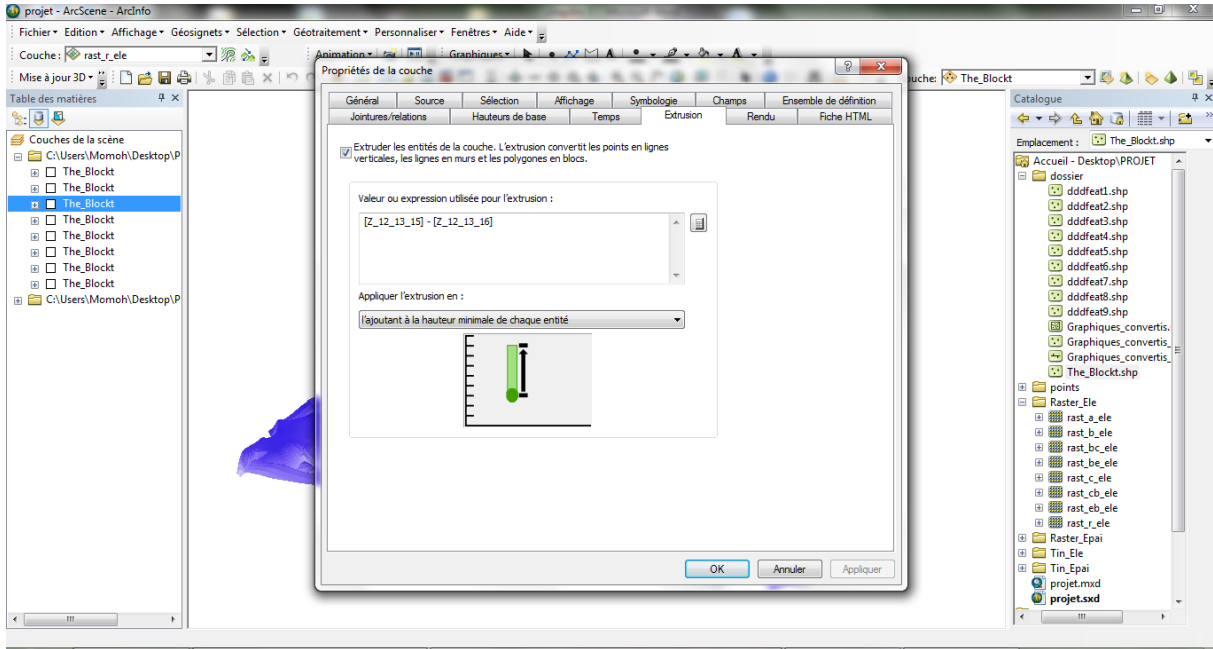 projet - ArcScene - ArcInfo
Fichier Edition Affichage Géosignets Sélection Géotraitement Personnaliser Fenêtres Aide
Couche : rast_r_ele
Animation Graphiques
Mise à jour 3D
The_Blockt
Table des matières
Couches de la scène
C:\Users\Momoh\Desktop\P
The_Blockt
The_Blockt
The_Blockt
The_Blockt
The_Blockt
The_Blockt
The_Blockt
The_Blockt
C:\Users\Momoh\Desktop\P
Propriétés de la couche
Général Source Sélection Affichage Symbologie Champs Ensemble de définition
Jointures/relations Hauteurs de base Temps Extrusion Rendu Fiche HTML
Extruder les entités de la couche. L'extrusion convertit les points en lignes
verticales, les lignes en murs et les polygones en blocs.
Valeur ou expression utilisée pour l'extrusion :
[Z_12_13_15] - [Z_12_13_16]
Appliquer l'extrusion en :
l'ajoutant à la hauteur minimale de chaque entité
OK Annuler Appliquer
Catalogue
Emplacement : The_Blockt.shp
Accueil - Desktop\PROJET
dossier
dddfeat1.shp
dddfeat2.shp
dddfeat3.shp
dddfeat4.shp
dddfeat5.shp
dddfeat6.shp
dddfeat7.shp
dddfeat8.shp
dddfeat9.shp
Graphiques_convertis.
Graphiques_convertis_
Graphiques_convertis_
The_Blockt.shp
points
Raster_Ele
rast_a_ele
rast_b_ele
rast_bc_ele
rast_be_ele
rast_c_ele
rast_cb_ele
rast_eb_ele
rast_r_ele
Raster_Epai
Tin_Ele
Tin_Epai
projet.mxd
projet.sxd